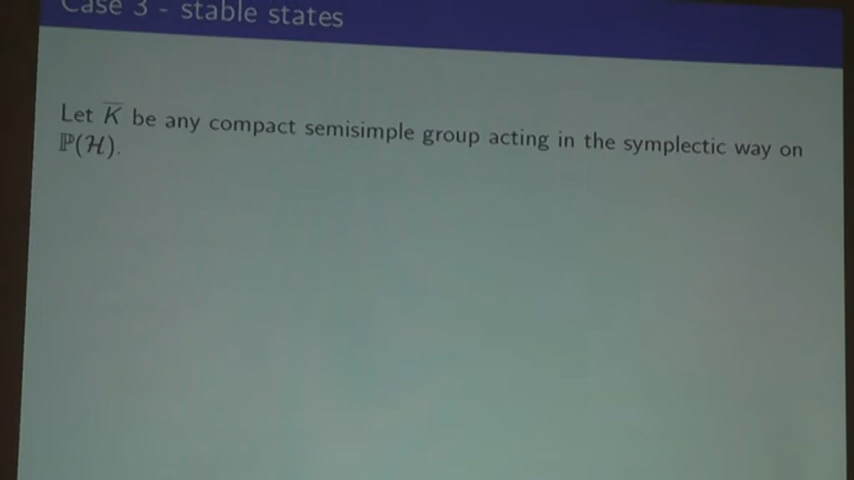 Case 3 - stable states
Let K̅ be any compact semisimple group acting in the symplectic way on
ℙ(ℋ).